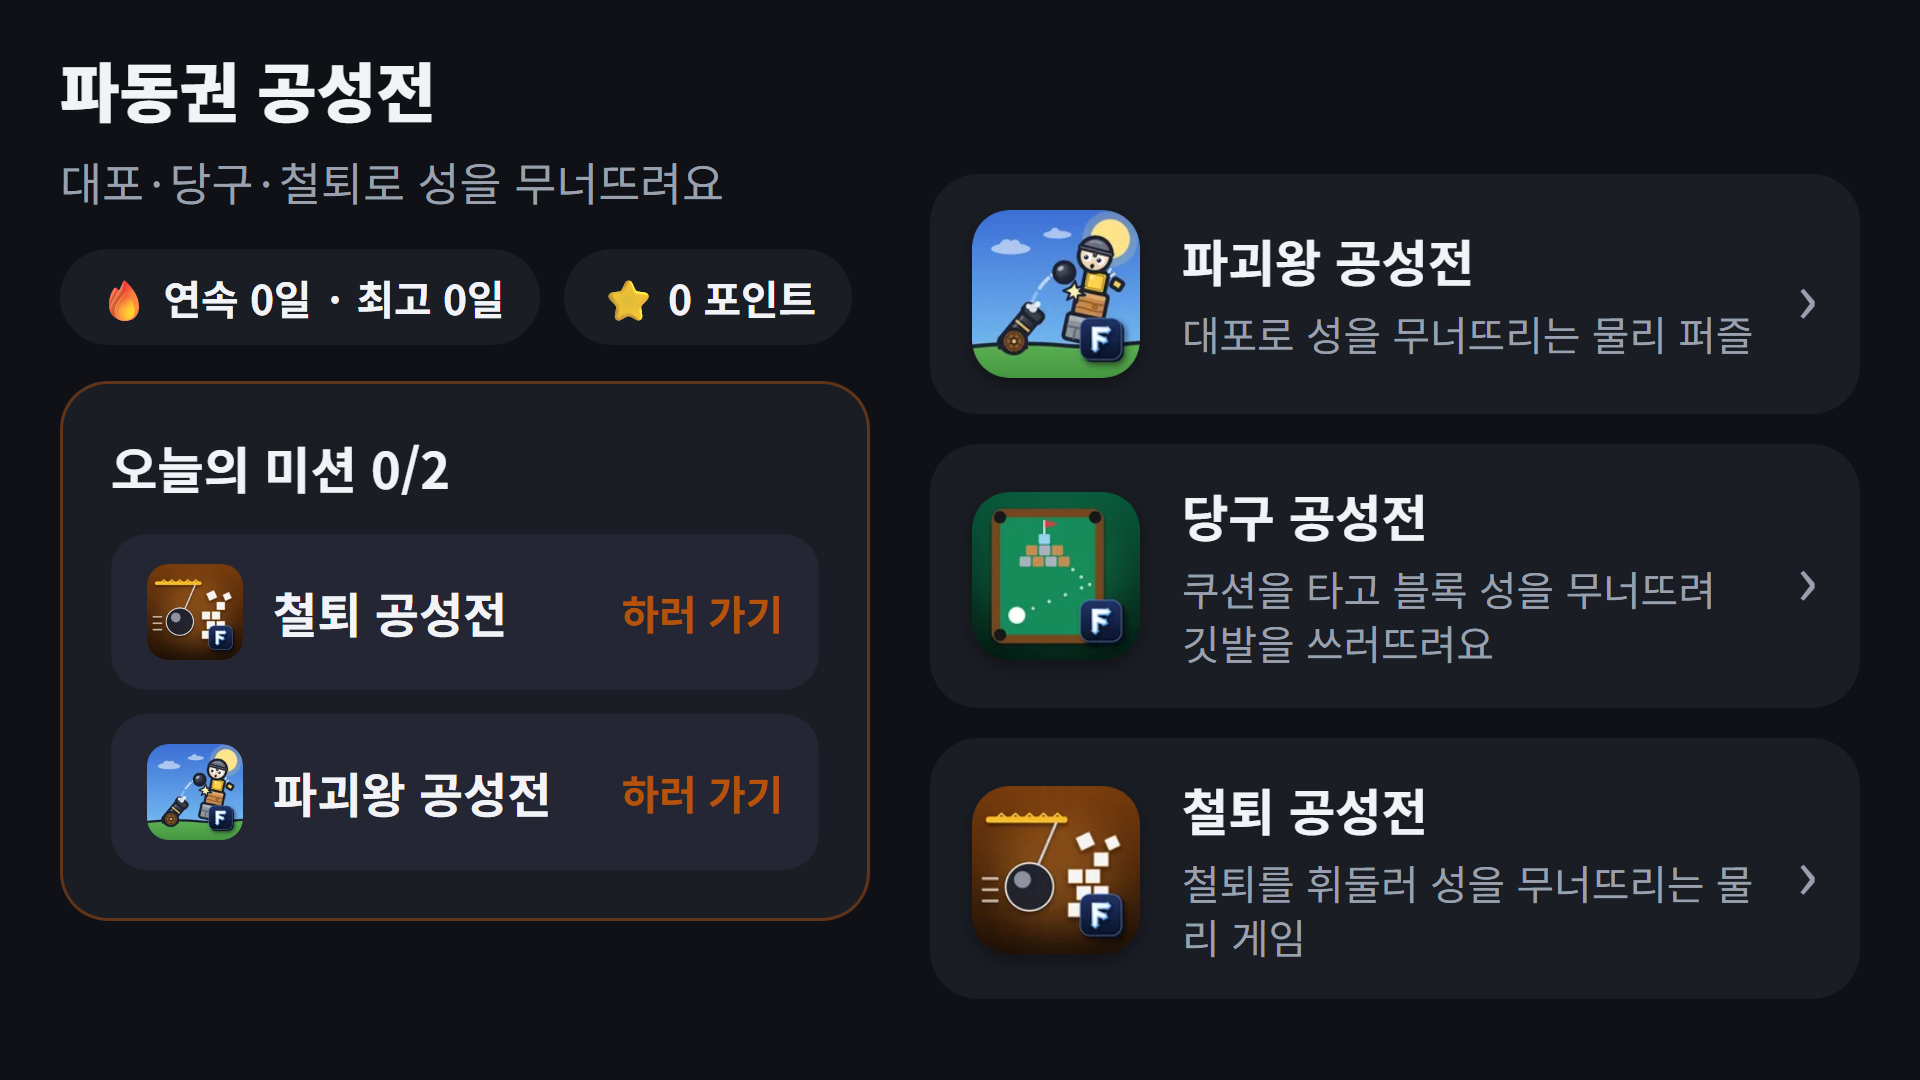 파동권 공성전
대포·당구·철퇴로 성을 무너뜨려요
연속 0일 · 최고 0일
0 포인트
오늘의 미션 0/2
철퇴 공성전
하러 가기
파괴왕 공성전
하러 가기
파괴왕 공성전
대포로 성을 무너뜨리는 물리 퍼즐
당구 공성전
쿠션을 타고 블록 성을 무너뜨려
깃발을 쓰러뜨려요
철퇴 공성전
철퇴를 휘둘러 성을 무너뜨리는 물
리 게임